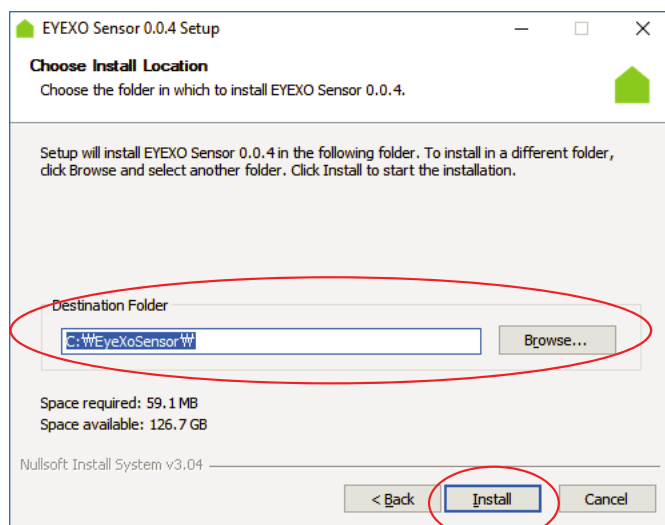 EYEXO Sensor 0.0.4 Setup
Choose Install Location
Choose the folder in which to install EYEXO Sensor 0.0.4.
Setup will install EYEXO Sensor 0.0.4 in the following folder. To install in a different folder,
click Browse and select another folder. Click Install to start the installation.
Destination Folder
C:₩EyeXoSensor₩
Browse...
Space required: 59.1 MB
Space available: 126.7 GB
Nullsoft Install System v3.04
< Back
Install
Cancel